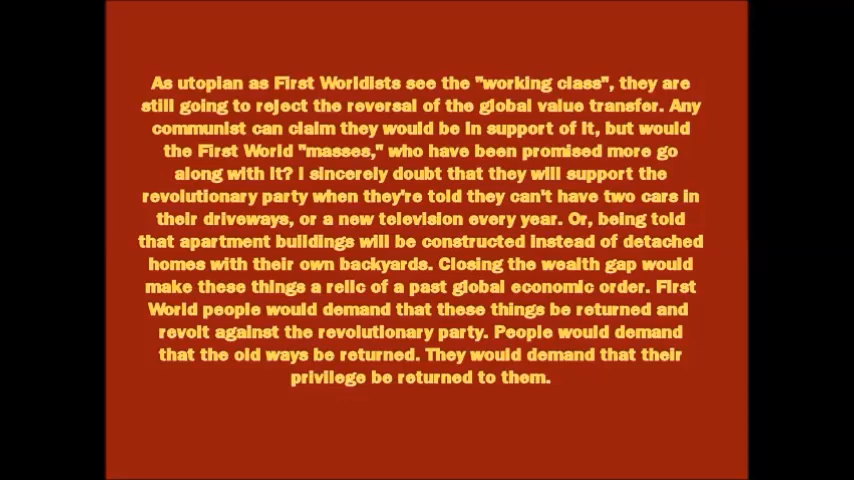 As utopian as First Worldists see the "working class", they are
still going to reject the reversal of the global value transfer. Any
communist can claim they would be in support of it, but would
the First World "masses," who have been promised more go
along with it? I sincerely doubt that they will support the
revolutionary party when they're told they can't have two cars in
their driveways, or a new television every year. Or, being told
that apartment buildings will be constructed instead of detached
homes with their own backyards. Closing the wealth gap would
make these things a relic of a past global economic order. First
World people would demand that these things be returned and
revolt against the revolutionary party. People would demand
that the old ways be returned. They would demand that their
privilege be returned to them.